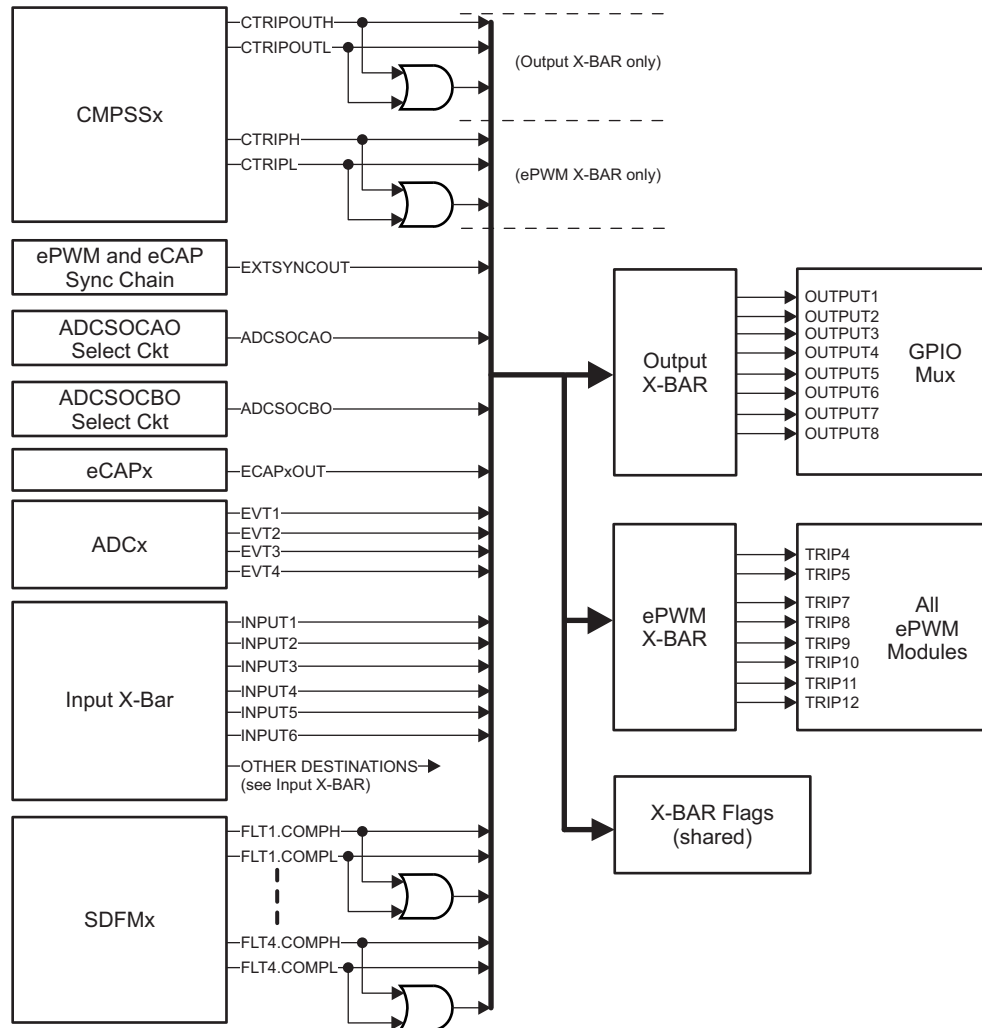 CMPSSx
CTRIPOUTH
CTRIPOUTL
(Output X-BAR only)
CTRIPH
CTRIPL
(ePWM X-BAR only)
ePWM and eCAP
Sync Chain
EXTSYNCOUT
ADCSOCAO
Select Ckt
ADCSOCAO
ADCSOCBO
Select Ckt
ADCSOCBO
eCAPx
ECAPxOUT
ADCx
EVT1
EVT2
EVT3
EVT4
Input X-Bar
INPUT1
INPUT2
INPUT3
INPUT4
INPUT5
INPUT6
OTHER DESTINATIONS
(see Input X-BAR)
SDFMx
FLT1.COMPH
FLT1.COMPL
FLT4.COMPH
FLT4.COMPL
Output
X-BAR
OUTPUT1
OUTPUT2
OUTPUT3
OUTPUT4
OUTPUT5
OUTPUT6
OUTPUT7
OUTPUT8
GPIO
Mux
ePWM
X-BAR
TRIP4
TRIP5
TRIP7
TRIP8
TRIP9
TRIP10
TRIP11
TRIP12
All
ePWM
Modules
X-BAR Flags
(shared)